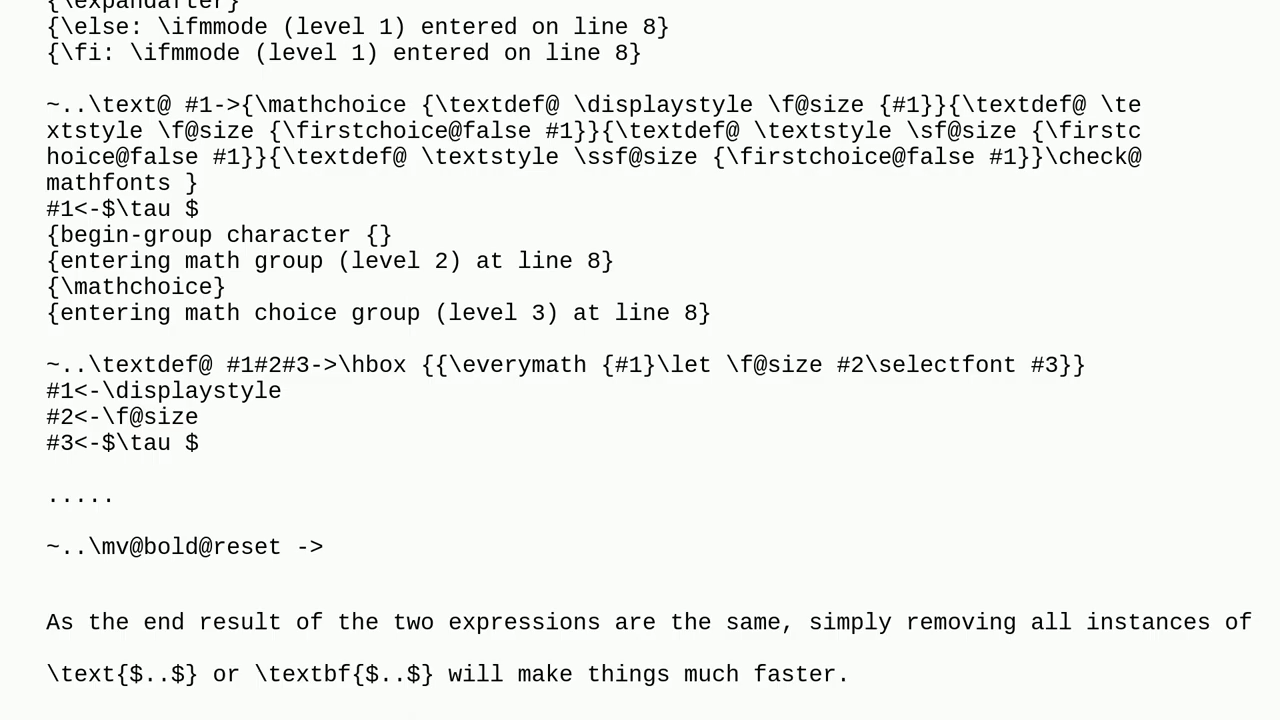 {\expandafter}
{\else: \ifmmode (level 1) entered on line 8}
{\fi: \ifmmode (level 1) entered on line 8}
~..\text@ #1->{\mathchoice {\textdef@ \displaystyle \f@size {#1}}{\textdef@ \te
xtstyle \f@size {\firstchoice@false #1}}{\textdef@ \textstyle \sf@size {\firstc
hoice@false #1}}{\textdef@ \textstyle \ssf@size {\firstchoice@false #1}}\check@
mathfonts }
#1<-$\tau $
{begin-group character {}
{entering math group (level 2) at line 8}
{\mathchoice}
{entering math choice group (level 3) at line 8}
~..\textdef@ #1#2#3->\hbox {{\everymath {#1}\let \f@size #2\selectfont #3}}
#1<-\displaystyle
#2<-\f@size
#3<-$\tau $
.....
~..\mv@bold@reset ->
As the end result of the two expressions are the same, simply removing all instances of
\text{$..$} or \textbf{$..$} will make things much faster.